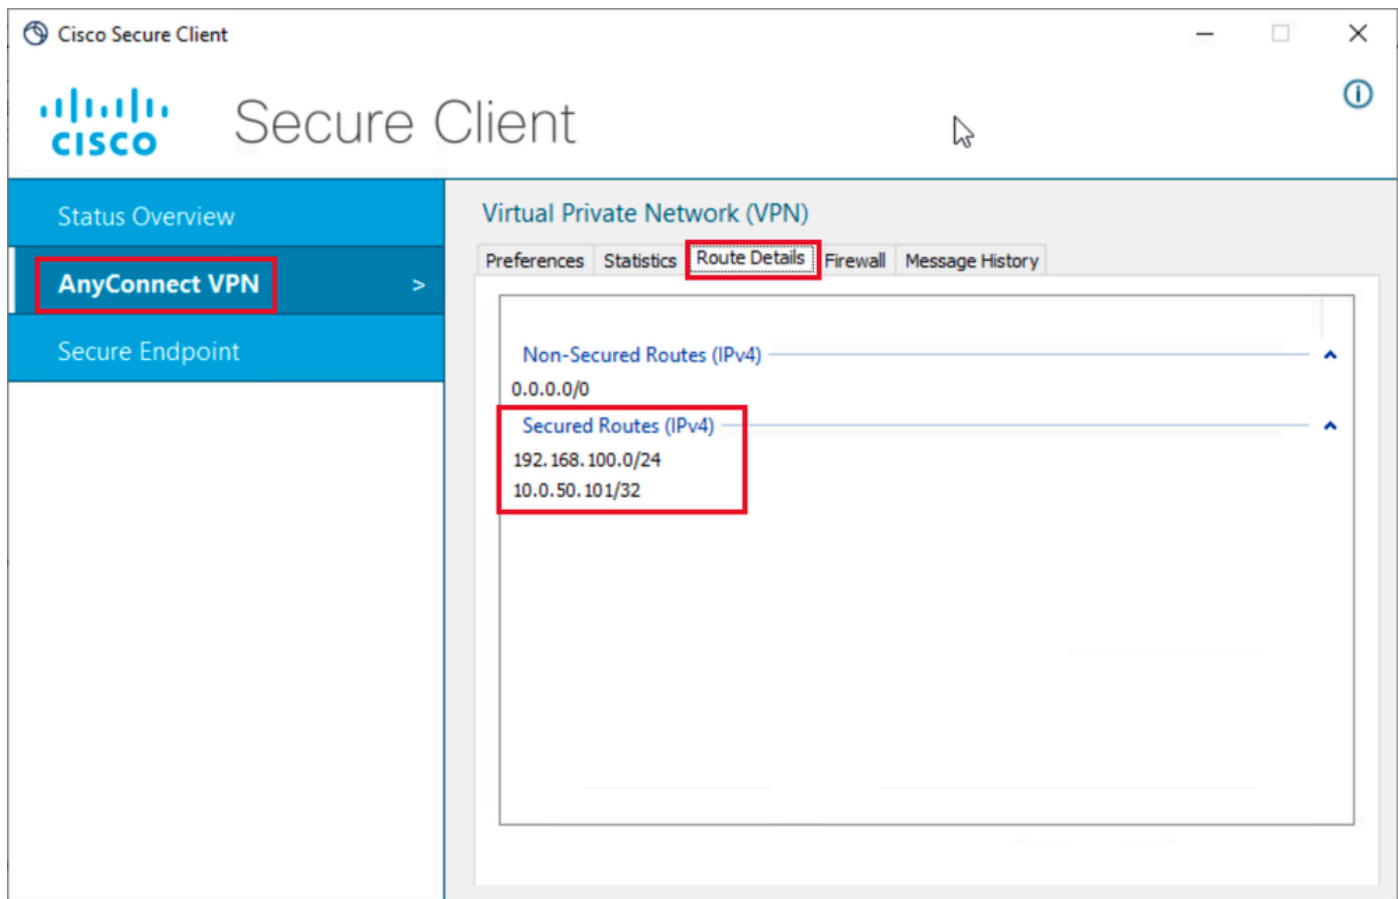 Cisco Secure Client
CISCO Secure Client
Status Overview
AnyConnect VPN >
Secure Endpoint
Virtual Private Network (VPN)
Preferences Statistics Route Details Firewall Message History
Non-Secured Routes (IPv4)
0.0.0.0/0
Secured Routes (IPv4)
192.168.100.0/24
10.0.50.101/32